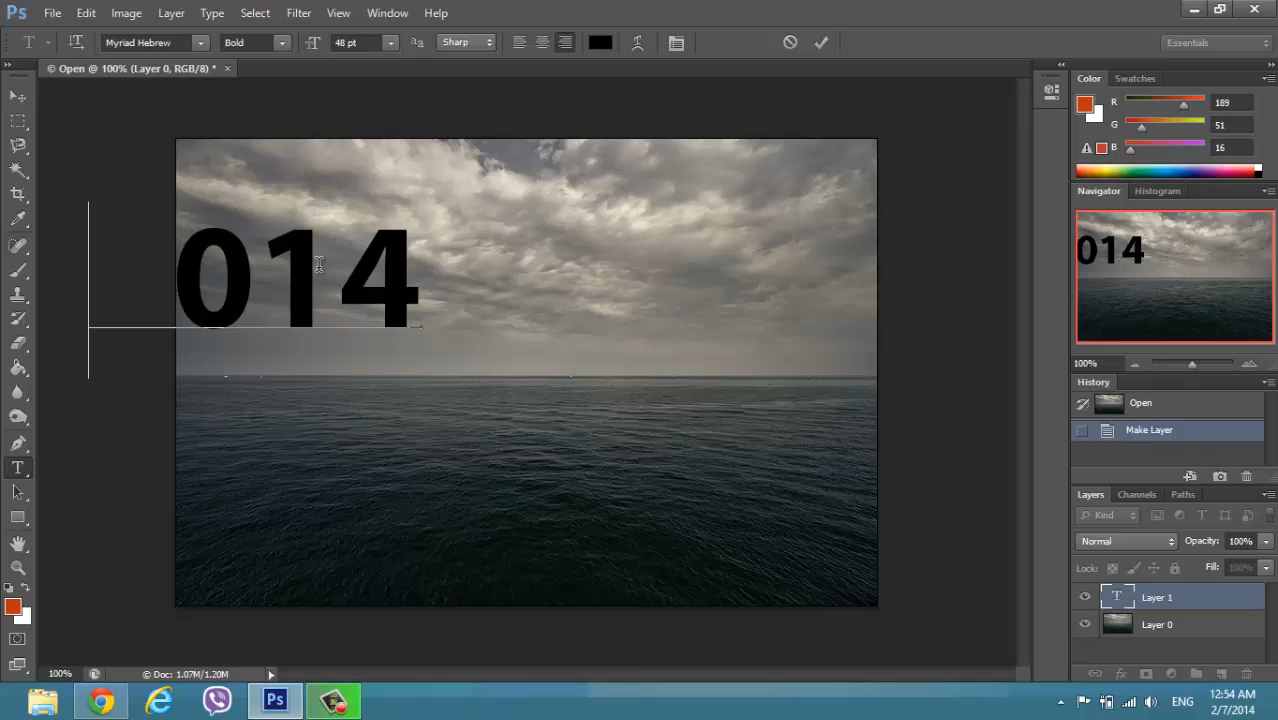 Ps File Edit Image Layer Type Select Filter View Window Help
T Myriad Hebrew Bold 48 pt aa Sharp Essentials
© Open @ 100% (Layer 0, RGB/8) * ×
Color Swatches
R 189
G 51
B 16
Navigator Histogram
014
014
100%
History
Open
Make Layer
Layers Channels Paths
Kind
Normal Opacity: 100%
Lock: Fill: 100%
T Layer 1
Layer 0
100% © Doc: 1.07M/1.20M
Ps ENG 12:54 AM
2/7/2014